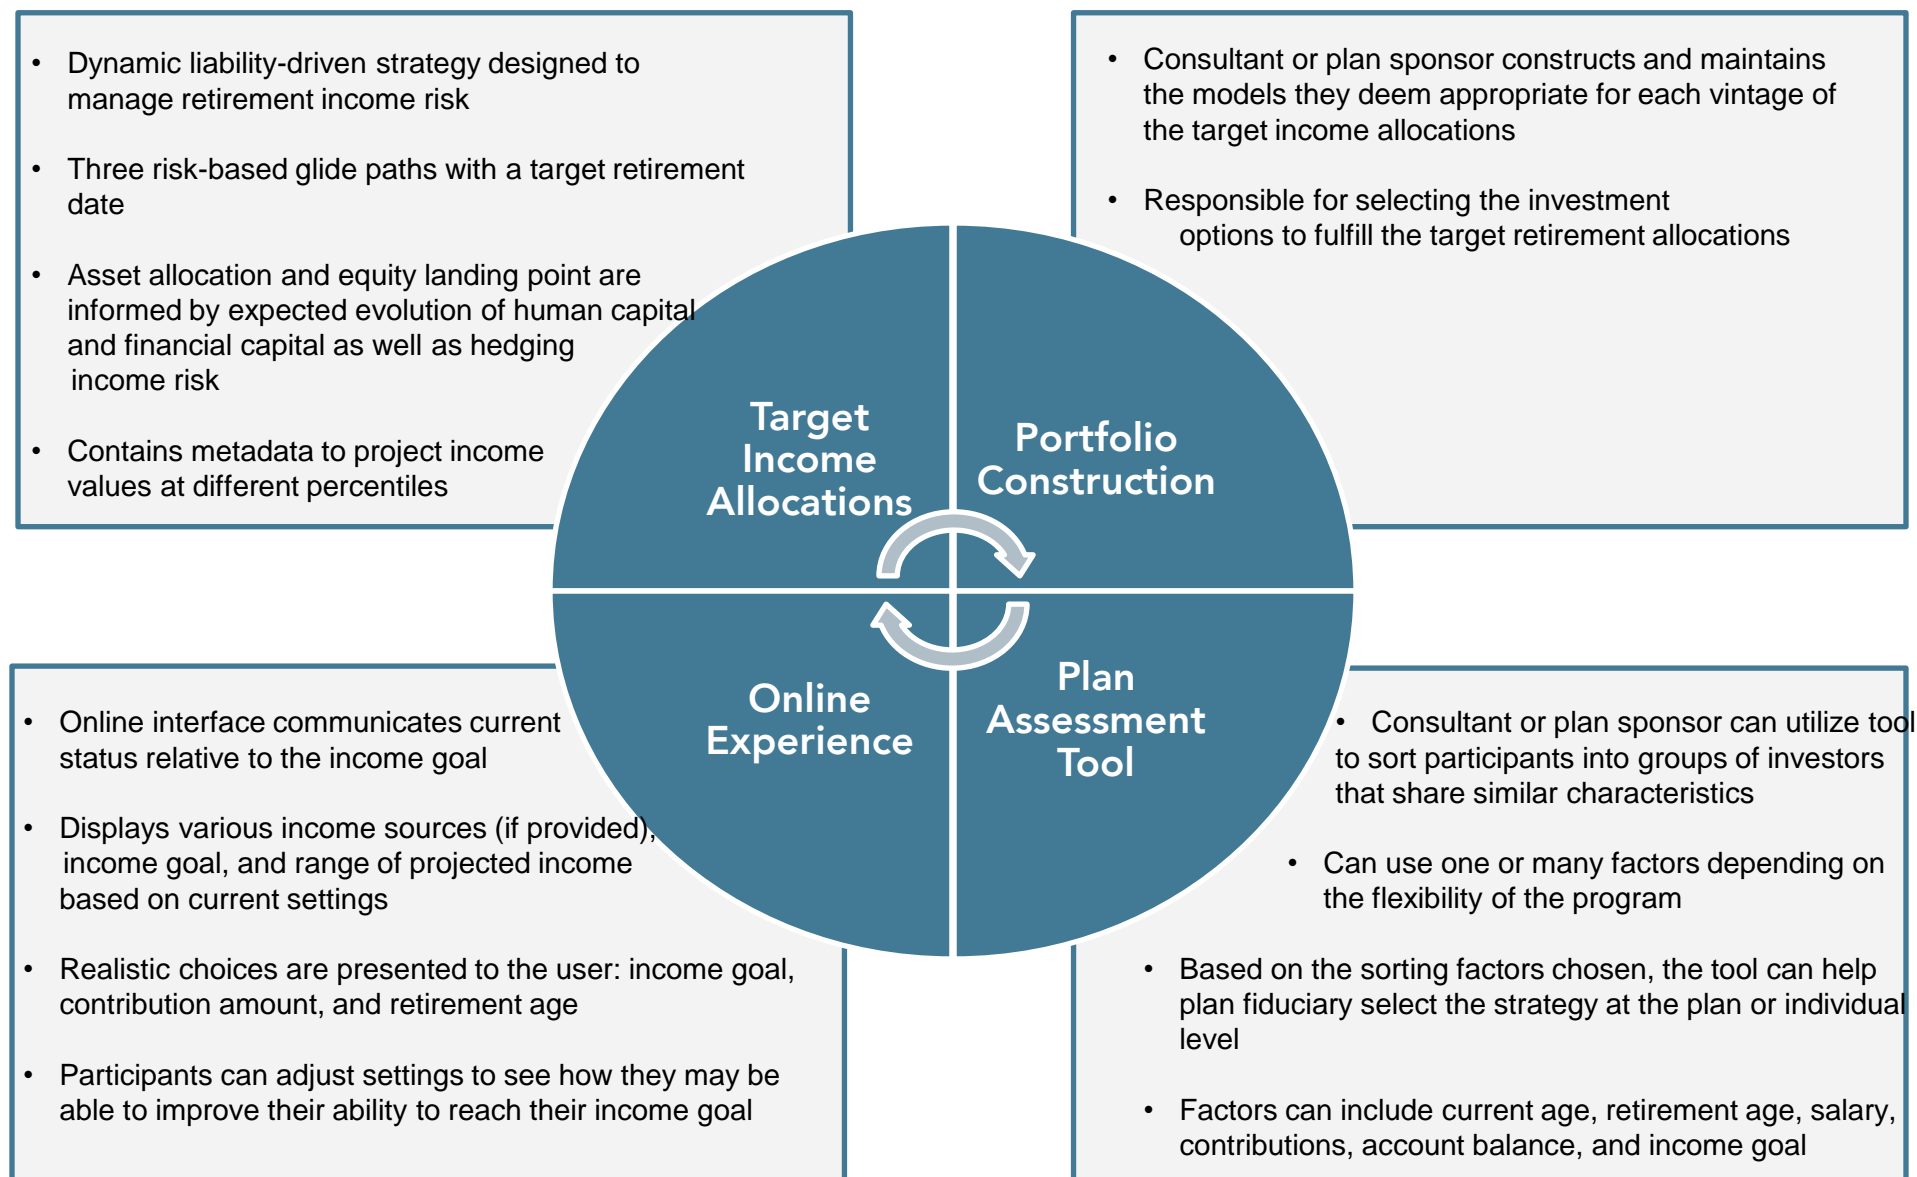 • Dynamic liability-driven strategy designed to
manage retirement income risk
• Three risk-based glide paths with a target retirement
date
• Asset allocation and equity landing point are
informed by expected evolution of human capital
and financial capital as well as hedging
income risk
• Contains metadata to project income
values at different percentiles
• Consultant or plan sponsor constructs and maintains
the models they deem appropriate for each vintage of
the target income allocations
• Responsible for selecting the investment
options to fulfill the target retirement allocations
Target
Income
Allocations
Portfolio
Construction
Online
Experience
Plan
Assessment
Tool
• Online interface communicates current
status relative to the income goal
• Displays various income sources (if provided),
income goal, and range of projected income
based on current settings
• Realistic choices are presented to the user: income goal,
contribution amount, and retirement age
• Participants can adjust settings to see how they may be
able to improve their ability to reach their income goal
• Consultant or plan sponsor can utilize tool
to sort participants into groups of investors
that share similar characteristics
• Can use one or many factors depending on
the flexibility of the program
• Based on the sorting factors chosen, the tool can help
plan fiduciary select the strategy at the plan or individual
level
• Factors can include current age, retirement age, salary,
contributions, account balance, and income goal